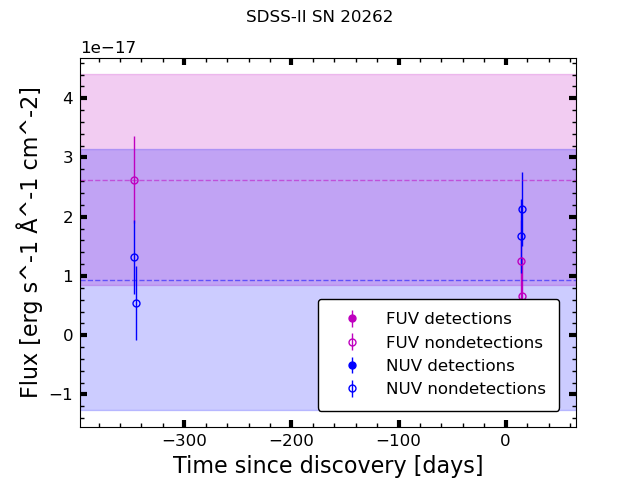 SDSS-II SN 20262
1e−17
4
3
2
1
0
−1
Flux [erg s^-1 Å^-1 cm^-2]
FUV detections
FUV nondetections
NUV detections
NUV nondetections
−300
−200
−100
0
Time since discovery [days]